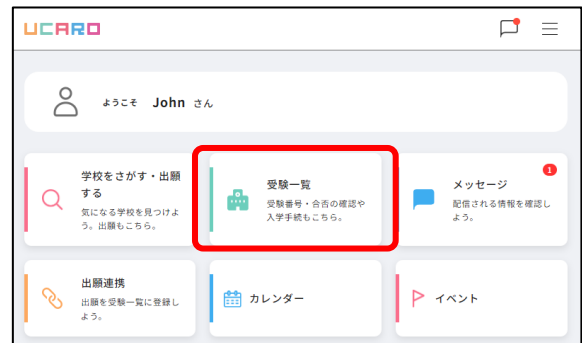 UCARO
ようこそ John さん
学校をさがす・出願
する
気になる学校を見つけよ
う。出願もこちら。
受験一覧
受験番号・合否の確認や
入学手続もこちら。
1
メッセージ
配信される情報を確認し
よう。
出願連携
出願を受験一覧に登録し
よう。
カレンダー
イベント